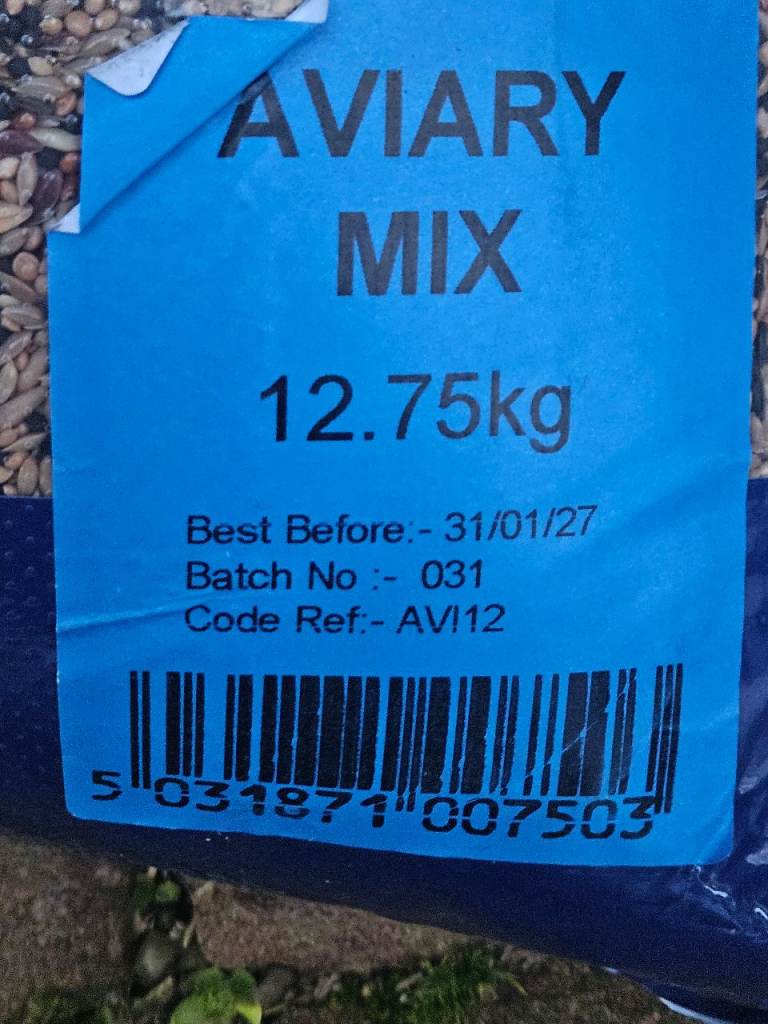 AVIARY
MIX
12.75kg
Best Before:- 31/01/27
Batch No :- 031
Code Ref:- AVI12
5 031871 007503